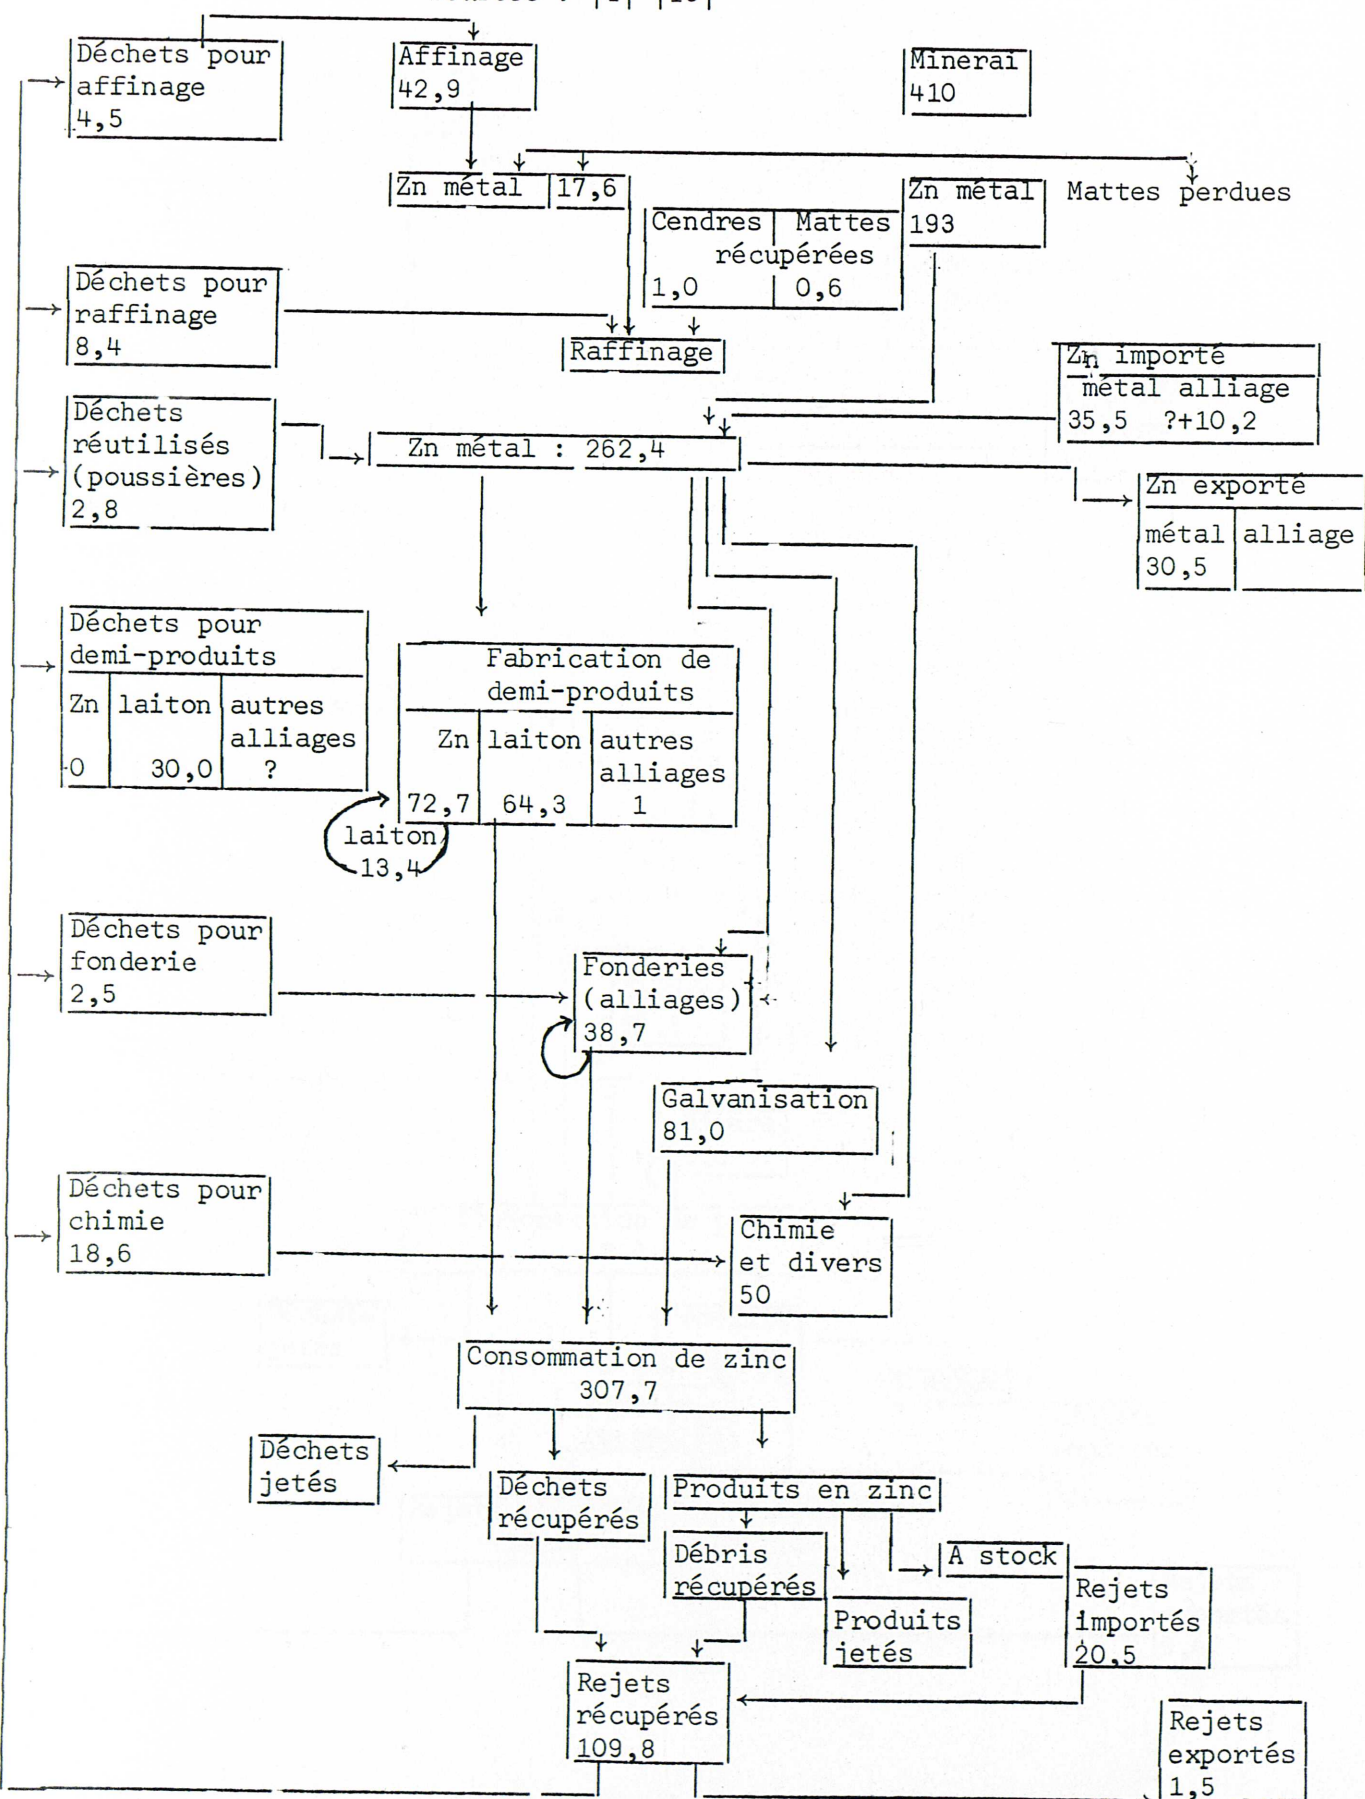 Déchets pour
affinage
4,5
Affinage
42,9
Minerai
410
Zn métal 17,6
Zn métal
193
Mattes perdues
Cendres Mattes
récupérées
1,0 0,6
Déchets pour
raffinage
8,4
Raffinage
Zn importé
métal alliage
35,5 ?+10,2
Déchets
réutilisés
(poussières)
2,8
Zn métal : 262,4
Zn exporté
métal alliage
30,5
Déchets pour
demi-produits
Zn laiton autres
alliages
0 30,0 ?
Fabrication de
demi-produits
Zn laiton autres
alliages
72,7 64,3 1
laiton
13,4
Déchets pour
fonderie
2,5
Fonderies
(alliages)
38,7
Galvanisation
81,0
Déchets pour
chimie
18,6
Chimie
et divers
50
Consommation de zinc
307,7
Déchets
jetés
Déchets
récupérés
Produits en zinc
Débris
récupérés
A stock
Produits
jetés
Rejets
importés
20,5
Rejets
récupérés
109,8
Rejets
exportés
1,5